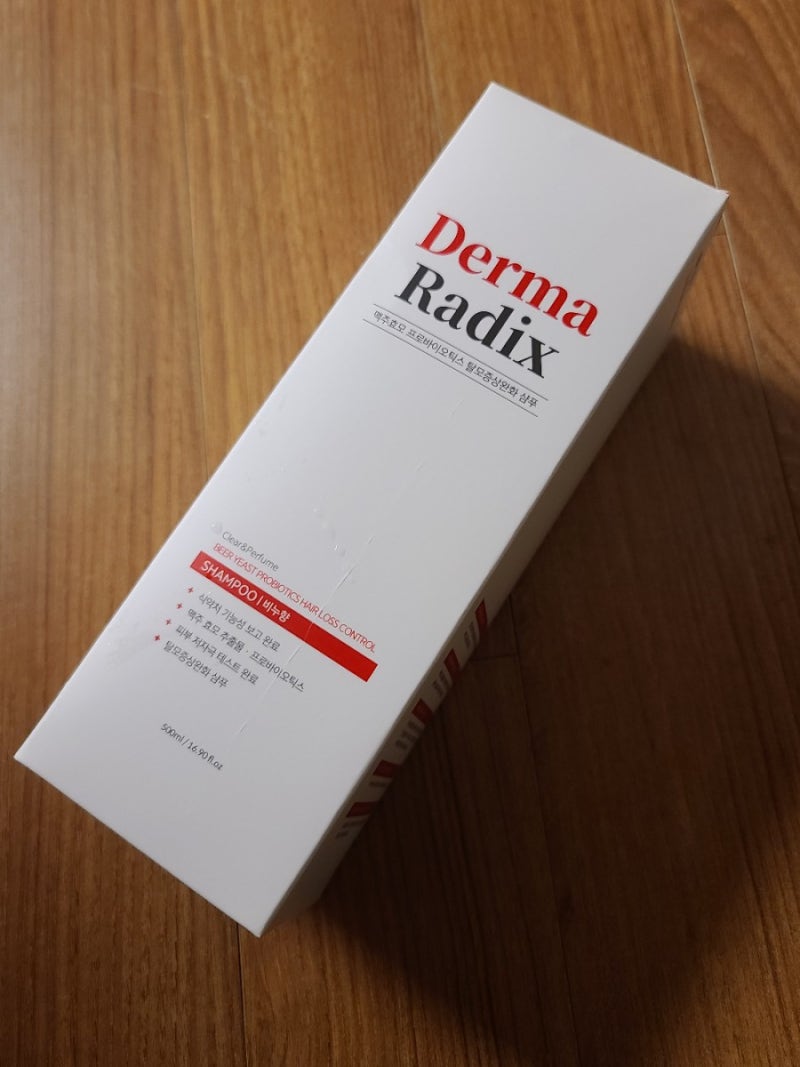 Derma
Radix
맥주효모 프로바이오틱스 탈모증상완화 샴푸
Clear&Perfume
BEER YEAST PROBIOTICS HAIR LOSS CONTROL
SHAMPOO | 비누향
+ 식약처 기능성 보고 완료
+ 맥주 효모 추출물 · 프로바이오틱스
+ 피부 저자극 테스트 완료
+ 탈모증상완화 샴푸
500ml / 16.90 fl.oz